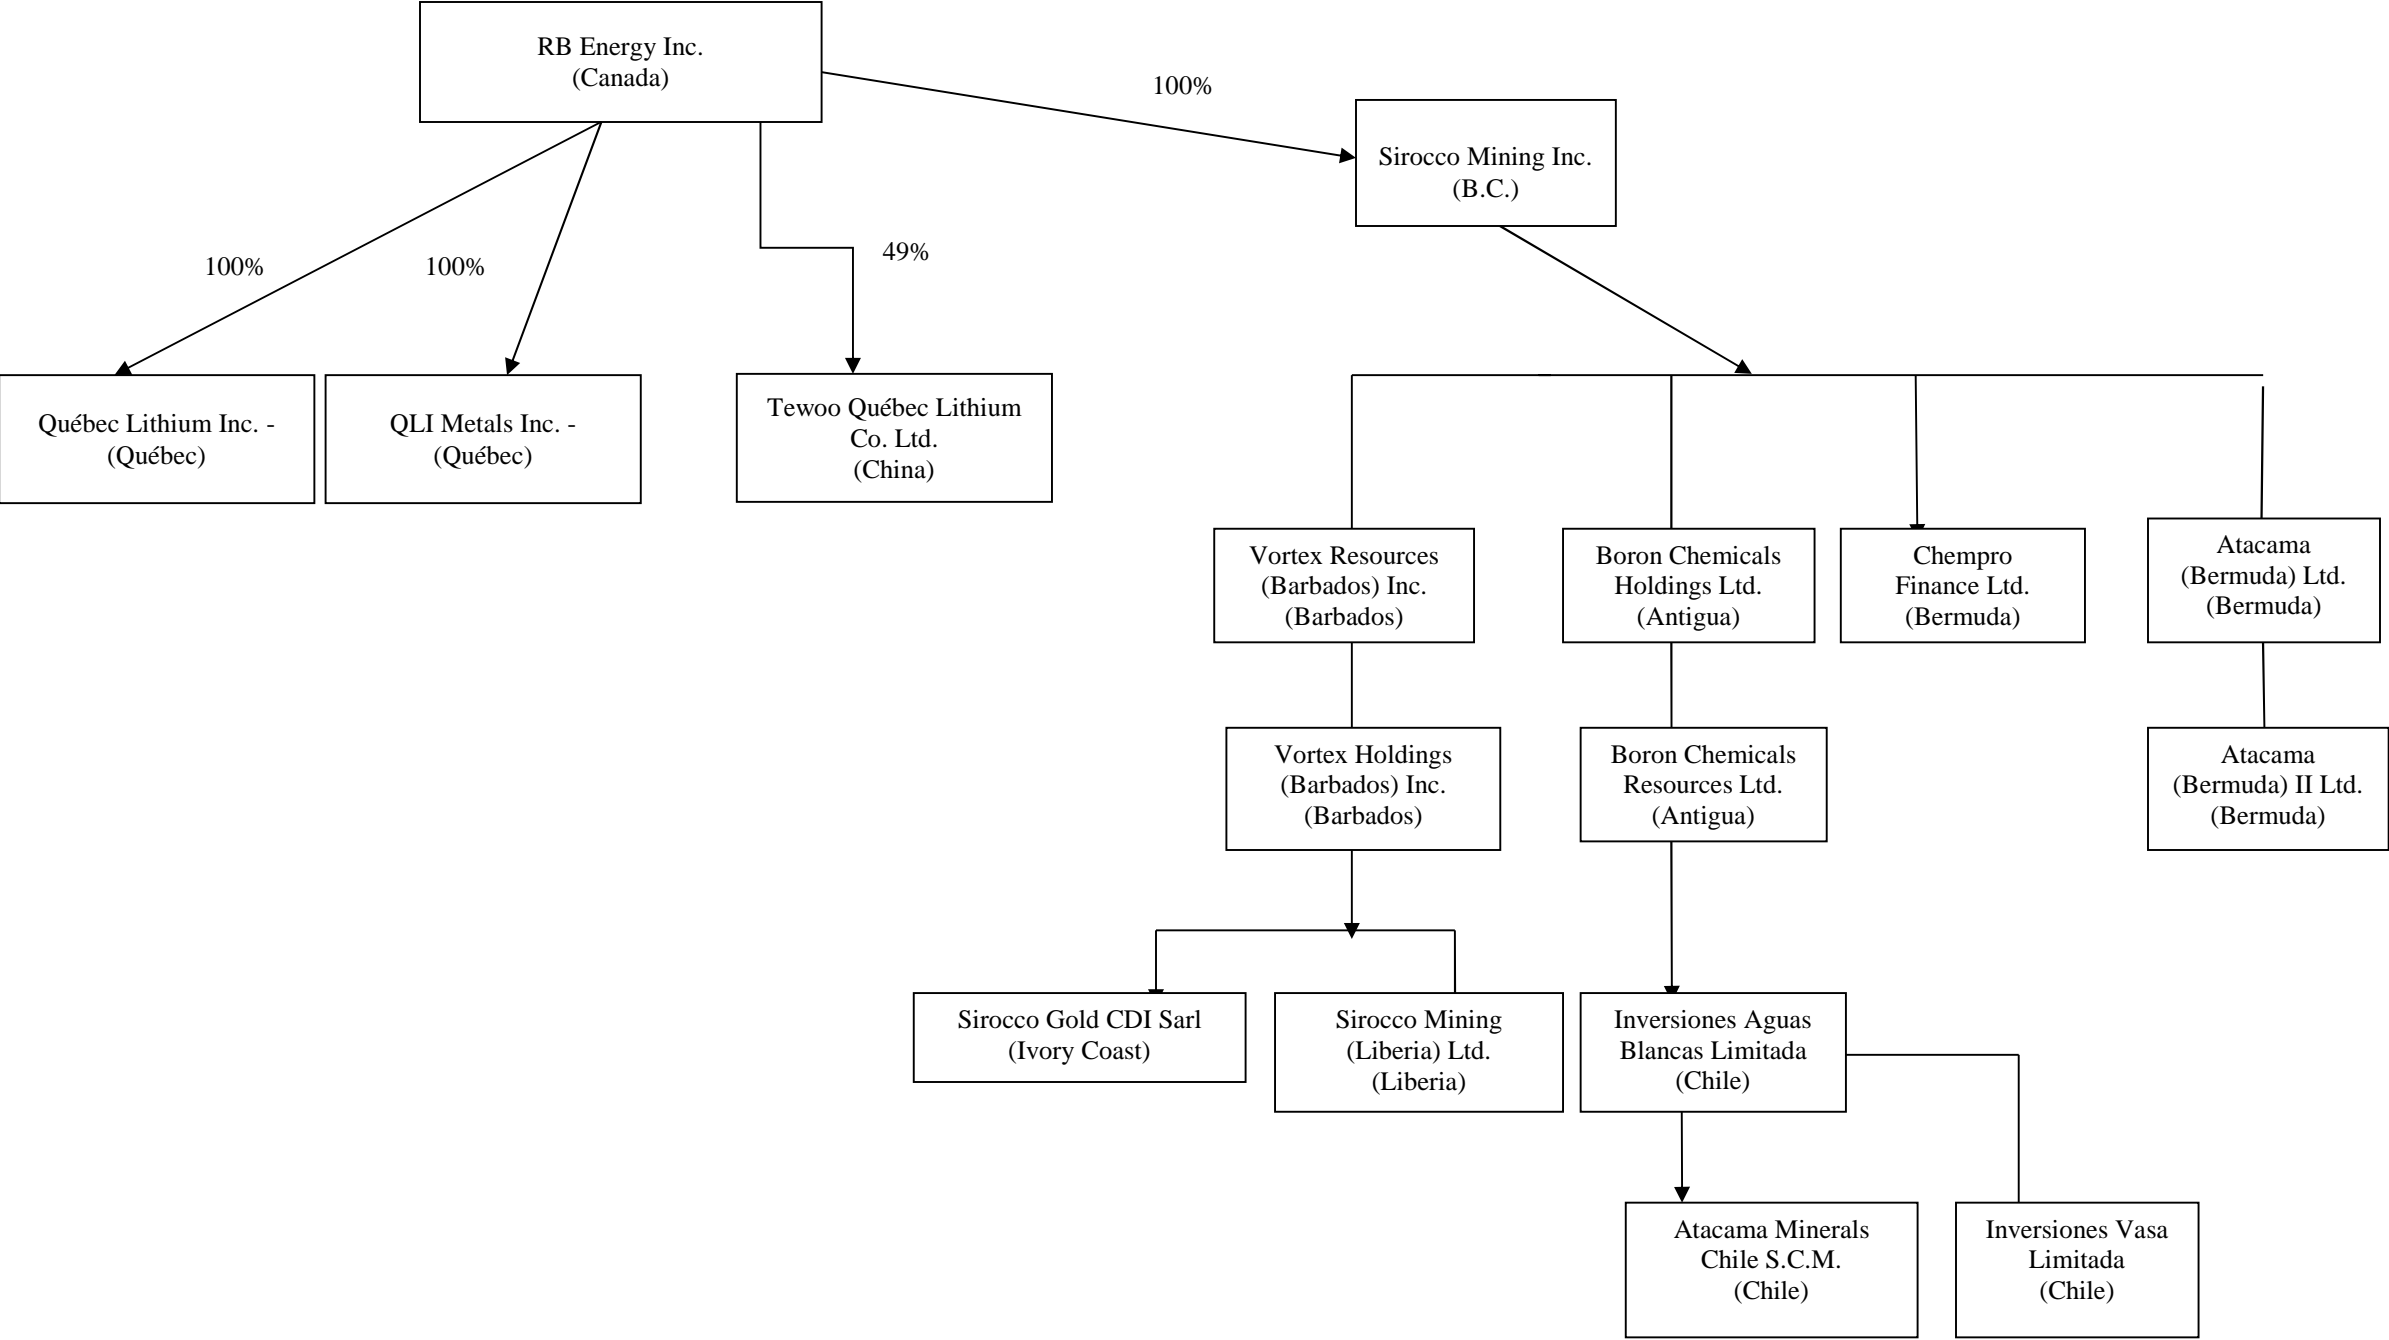 RB Energy Inc.
(Canada)
100%
Sirocco Mining Inc.
(B.C.)
100%
100%
49%
Québec Lithium Inc. -
(Québec)
QLI Metals Inc. -
(Québec)
Tewoo Québec Lithium
Co. Ltd.
(China)
Vortex Resources
(Barbados) Inc.
(Barbados)
Boron Chemicals
Holdings Ltd.
(Antigua)
Chempro
Finance Ltd.
(Bermuda)
Atacama
(Bermuda) Ltd.
(Bermuda)
Vortex Holdings
(Barbados) Inc.
(Barbados)
Boron Chemicals
Resources Ltd.
(Antigua)
Atacama
(Bermuda) II Ltd.
(Bermuda)
Sirocco Gold CDI Sarl
(Ivory Coast)
Sirocco Mining
(Liberia) Ltd.
(Liberia)
Inversiones Aguas
Blancas Limitada
(Chile)
Atacama Minerals
Chile S.C.M.
(Chile)
Inversiones Vasa
Limitada
(Chile)